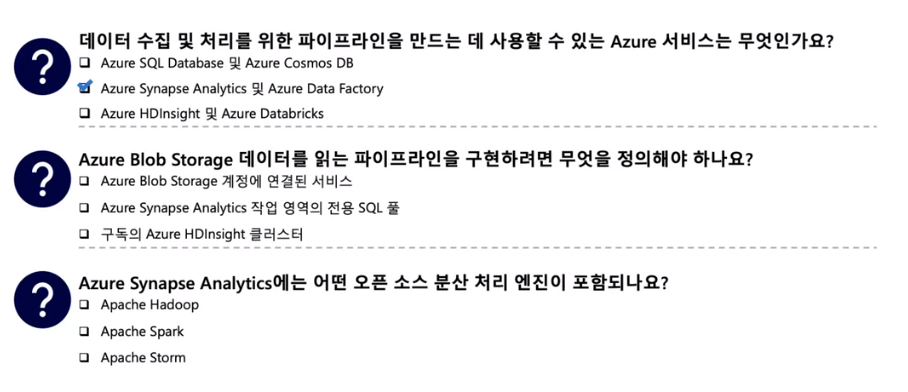 데이터 수집 및 처리를 위한 파이프라인을 만드는 데 사용할 수 있는 Azure 서비스는 무엇인가요?
Azure SQL Database 및 Azure Cosmos DB
Azure Synapse Analytics 및 Azure Data Factory
Azure HDInsight 및 Azure Databricks
Azure Blob Storage 데이터를 읽는 파이프라인을 구현하려면 무엇을 정의해야 하나요?
Azure Blob Storage 계정에 연결된 서비스
Azure Synapse Analytics 작업 영역의 전용 SQL 풀
구독의 Azure HDInsight 클러스터
Azure Synapse Analytics에는 어떤 오픈 소스 분산 처리 엔진이 포함되나요?
Apache Hadoop
Apache Spark
Apache Storm